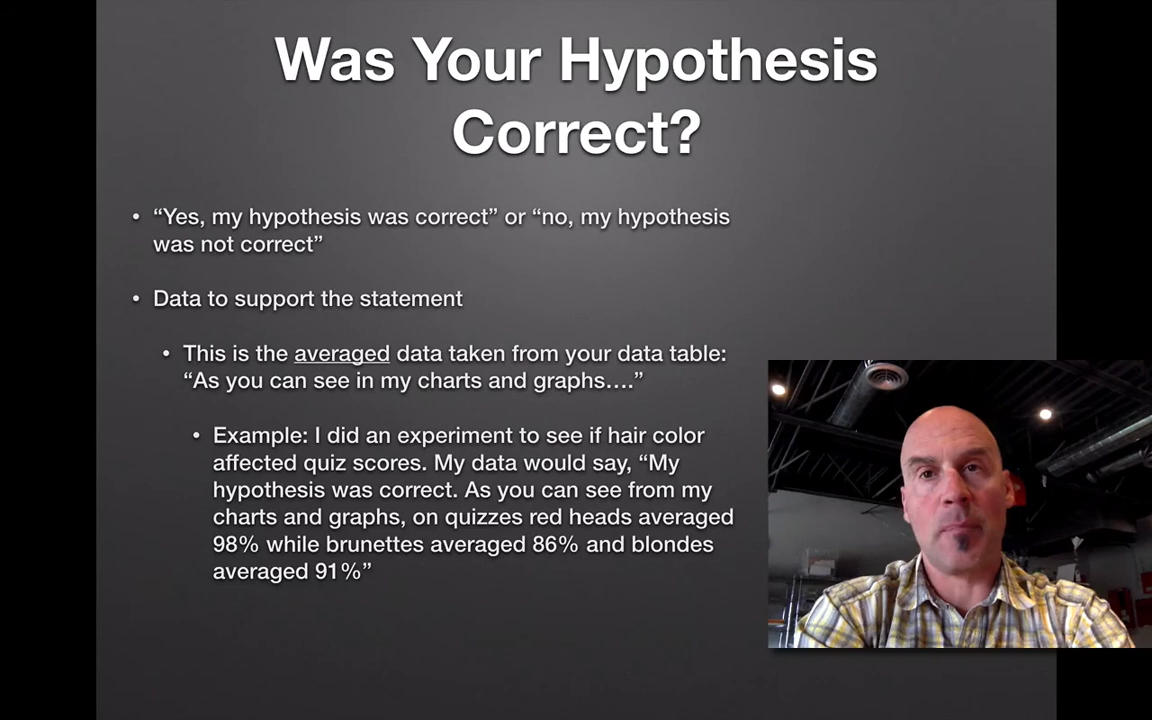 Was Your Hypothesis
Correct?
• “Yes, my hypothesis was correct” or “no, my hypothesis
was not correct”
• Data to support the statement
• This is the averaged data taken from your data table:
“As you can see in my charts and graphs….”
• Example: I did an experiment to see if hair color
affected quiz scores. My data would say, “My
hypothesis was correct. As you can see from my
charts and graphs, on quizzes red heads averaged
98% while brunettes averaged 86% and blondes
averaged 91%”